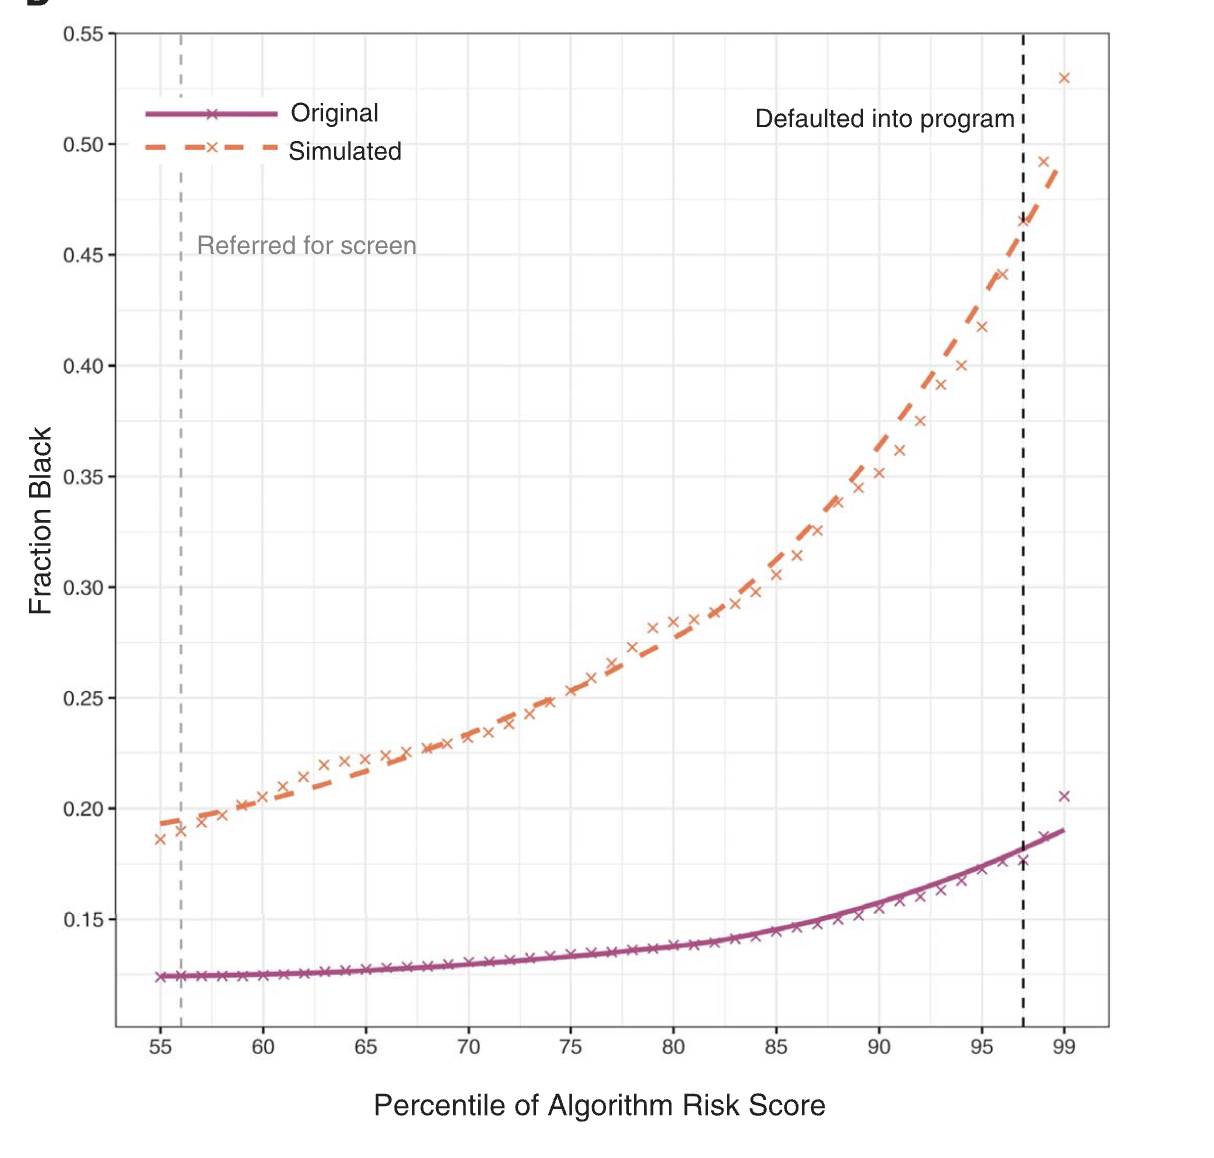 0.55
Original
Defaulted into program
0.50
Simulated
Referred for screen
0.45
0.40
0.35
Fraction Black
0.30
0.25
0.20
0.15
55 60 65 70 75 80 85 90 95 99
Percentile of Algorithm Risk Score